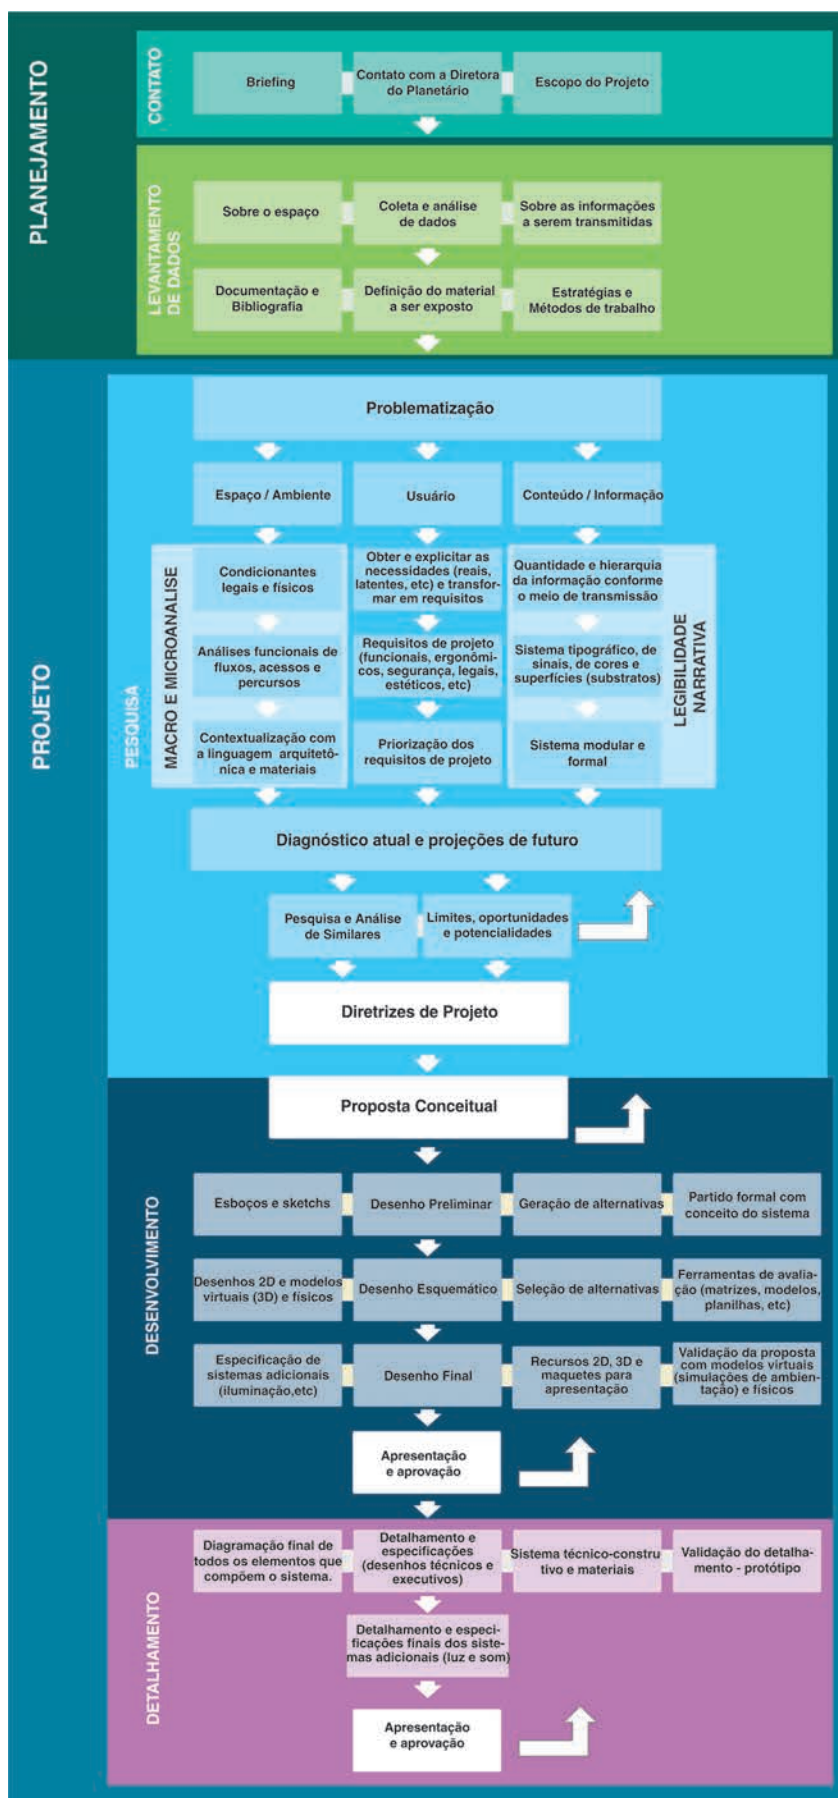 PLANEJAMENTO
CONTATO
Briefing
Contato com a Diretora
do Planetário
Escopo do Projeto
LEVANTAMENTO
DE DADOS
Sobre o espaço
Coleta e análise
de dados
Sobre as informações
a serem transmitidas
Documentação e
Bibliografia
Definição do material
a ser exposto
Estratégias e
Métodos de trabalho
PROJETO
PESQUISA
Problematização
Espaço / Ambiente
Usuário
Conteúdo / Informação
MACRO E MICROANALISE
Condicionantes
legais e físicos
Obter e explicitar as
necessidades (reais,
latentes, etc) e transfor-
mar em requisitos
Quantidade e hierarquia
da informação conforme
o meio de transmissão
LEGIBILIDADE
NARRATIVA
Análises funcionais de
fluxos, acessos e
percursos
Requisitos de projeto
(funcionais, ergonômi-
cos, segurança, legais,
estéticos, etc)
Sistema tipográfico, de
sinais, de cores e
superfícies (substratos)
Contextualização com
a linguagem arquitetô-
nica e materiais
Priorização dos
requisitos de projeto
Sistema modular e
formal
Diagnóstico atual e projeções de futuro
Pesquisa e Análise
de Similares
Limites, oportunidades
e potencialidades
Diretrizes de Projeto
DESENVOLVIMENTO
Proposta Conceitual
Esboços e sketchs
Desenho Preliminar
Geração de alternativas
Partido formal com
conceito do sistema
Desenhos 2D e modelos
virtuais (3D) e físicos
Desenho Esquemático
Seleção de alternativas
Ferramentas de avalia-
ção (matrizes, modelos,
planilhas, etc)
Especificação de
sistemas adicionais
(iluminação,etc)
Desenho Final
Recursos 2D, 3D e
maquetes para
apresentação
Validação da proposta
com modelos virtuais
(simulações de ambien-
tação) e físicos
Apresentação
e aprovação
DETALHAMENTO
Diagramação final de
todos os elementos que
compõem o sistema.
Detalhamento e
especificações
(desenhos técnicos e
executivos)
Sistema técnico-constru-
tivo e materiais
Validação do detalha-
mento - protótipo
Detalhamento e especi-
ficações finais dos siste-
mas adicionais (luz e som)
Apresentação
e aprovação